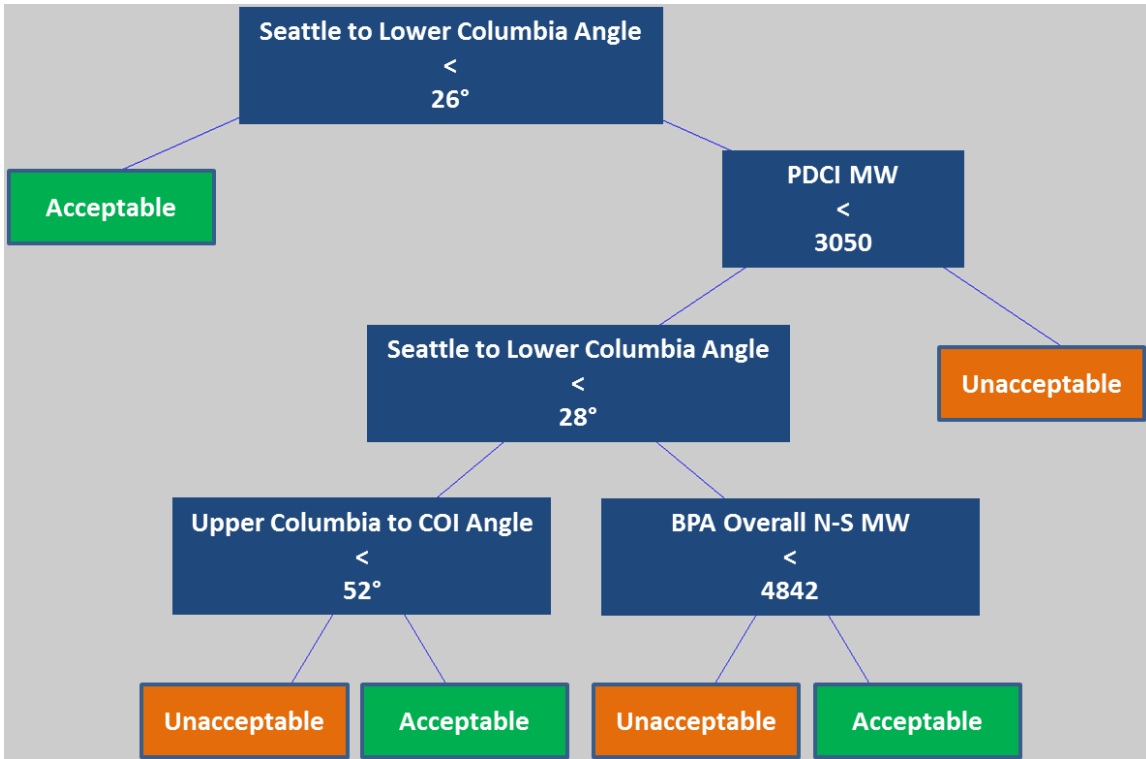 Seattle to Lower Columbia Angle
<
26°
Acceptable
PDCI MW
<
3050
Seattle to Lower Columbia Angle
<
28°
Unacceptable
Upper Columbia to COI Angle
<
52°
BPA Overall N-S MW
<
4842
Unacceptable
Acceptable
Unacceptable
Acceptable